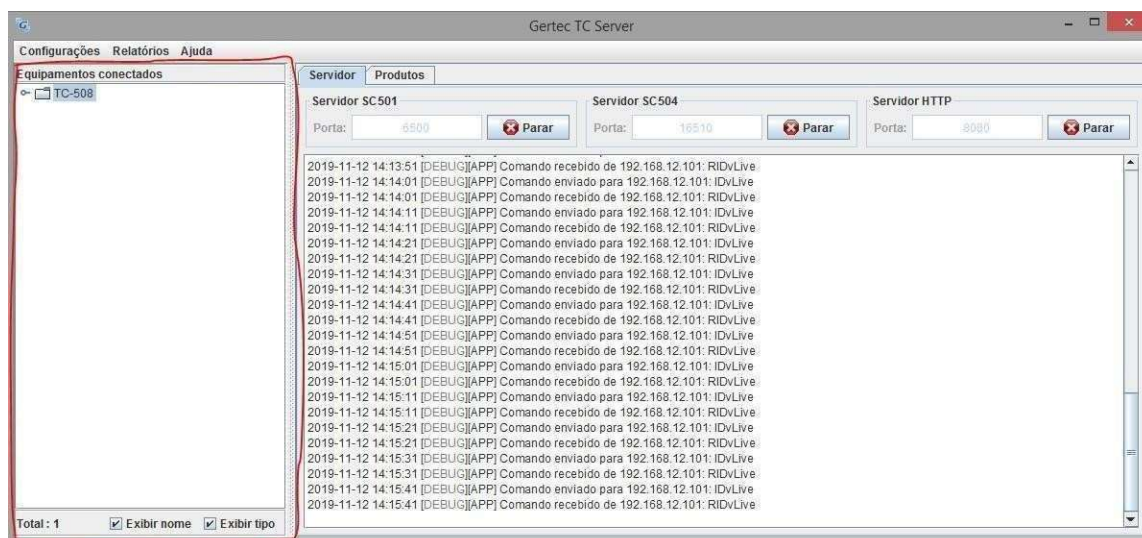 Gertec TC Server
Configurações Relatórios Ajuda
Equipamentos conectados
TC-508
Total : 1 Exibir nome Exibir tipo
Servidor Produtos
Servidor SC501 Servidor SC504 Servidor HTTP
Porta: 6500 Parar Porta: 16510 Parar Porta: 8080 Parar
2019-11-12 14:13:51 [DEBUG][APP] Comando recebido de 192.168.12.101: RIDvLive
2019-11-12 14:14:01 [DEBUG][APP] Comando enviado para 192.168.12.101: IDvLive
2019-11-12 14:14:01 [DEBUG][APP] Comando recebido de 192.168.12.101: RIDvLive
2019-11-12 14:14:11 [DEBUG][APP] Comando enviado para 192.168.12.101: IDvLive
2019-11-12 14:14:11 [DEBUG][APP] Comando recebido de 192.168.12.101: RIDvLive
2019-11-12 14:14:21 [DEBUG][APP] Comando enviado para 192.168.12.101: IDvLive
2019-11-12 14:14:21 [DEBUG][APP] Comando recebido de 192.168.12.101: RIDvLive
2019-11-12 14:14:31 [DEBUG][APP] Comando enviado para 192.168.12.101: IDvLive
2019-11-12 14:14:31 [DEBUG][APP] Comando recebido de 192.168.12.101: RIDvLive
2019-11-12 14:14:41 [DEBUG][APP] Comando enviado para 192.168.12.101: IDvLive
2019-11-12 14:14:41 [DEBUG][APP] Comando recebido de 192.168.12.101: RIDvLive
2019-11-12 14:14:51 [DEBUG][APP] Comando enviado para 192.168.12.101: IDvLive
2019-11-12 14:14:51 [DEBUG][APP] Comando recebido de 192.168.12.101: RIDvLive
2019-11-12 14:15:01 [DEBUG][APP] Comando enviado para 192.168.12.101: IDvLive
2019-11-12 14:15:01 [DEBUG][APP] Comando recebido de 192.168.12.101: RIDvLive
2019-11-12 14:15:11 [DEBUG][APP] Comando enviado para 192.168.12.101: IDvLive
2019-11-12 14:15:11 [DEBUG][APP] Comando recebido de 192.168.12.101: RIDvLive
2019-11-12 14:15:21 [DEBUG][APP] Comando enviado para 192.168.12.101: IDvLive
2019-11-12 14:15:21 [DEBUG][APP] Comando recebido de 192.168.12.101: RIDvLive
2019-11-12 14:15:31 [DEBUG][APP] Comando enviado para 192.168.12.101: IDvLive
2019-11-12 14:15:31 [DEBUG][APP] Comando recebido de 192.168.12.101: RIDvLive
2019-11-12 14:15:41 [DEBUG][APP] Comando enviado para 192.168.12.101: IDvLive
2019-11-12 14:15:41 [DEBUG][APP] Comando recebido de 192.168.12.101: RIDvLive